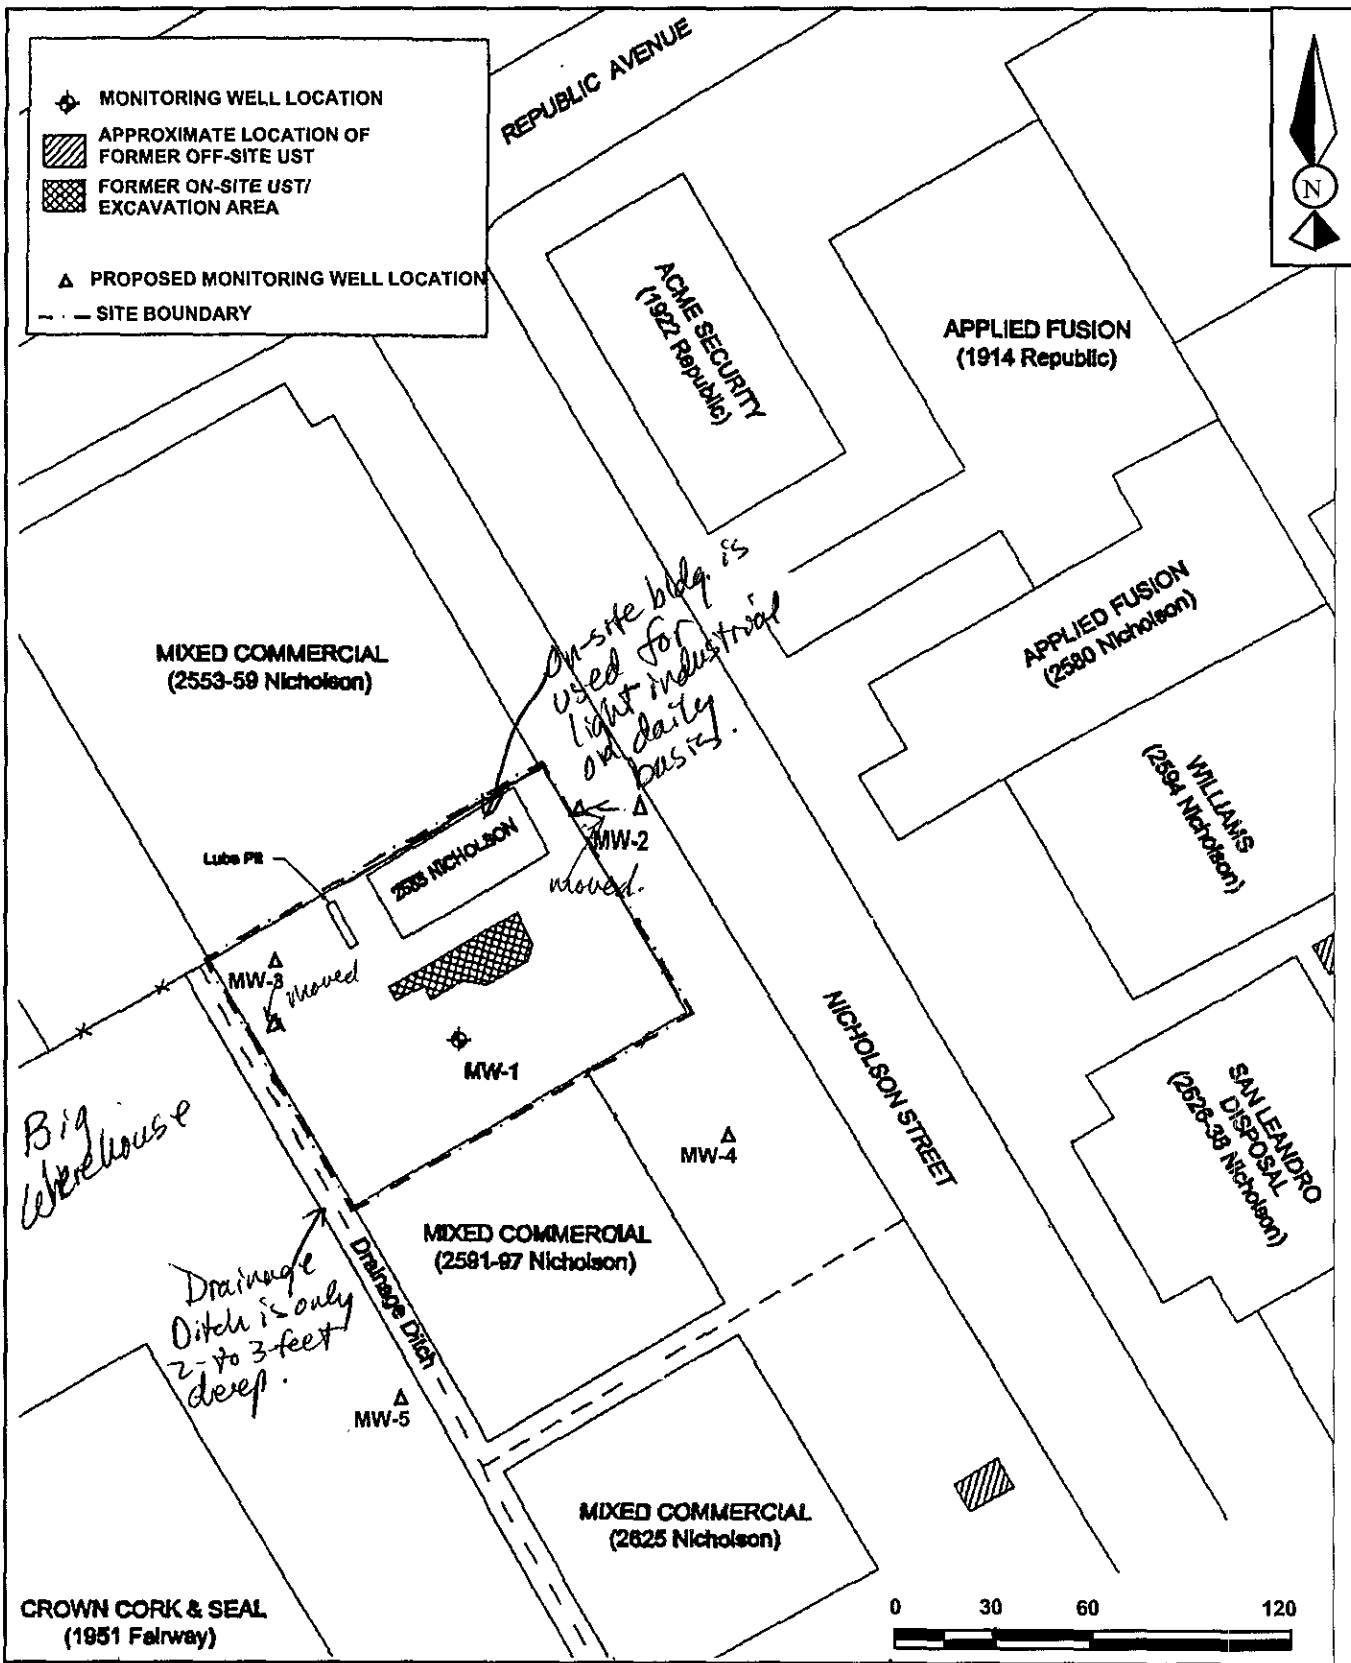 MONITORING WELL LOCATION
APPROXIMATE LOCATION OF
FORMER OFF-SITE UST
FORMER ON-SITE UST/
EXCAVATION AREA
PROPOSED MONITORING WELL LOCATION
SITE BOUNDARY
REPUBLIC AVENUE
N
ACME SECURITY
(1922 Republic)
APPLIED FUSION
(1914 Republic)
APPLIED FUSION
(2580 Nicholson)
MIXED COMMERCIAL
(2553-59 Nicholson)
On-site bldg. is
used for
light industrial
on daily
basis.
WILLIAMS
(2594 Nicholson)
MW-2
moved.
Lube Pit
2583 NICHOLSON
MW-3
moved
MW-1
NICHOLSON STREET
SAN LEANDRO
DISPOSAL
(2626-38 Nicholson)
Big
Wherehouse
MW-4
MIXED COMMERCIAL
(2591-97 Nicholson)
Drainage Ditch
Drainage
Ditch is only
2- to 3-feet
deep.
MW-5
MIXED COMMERCIAL
(2625 Nicholson)
CROWN CORK & SEAL
(1951 Fairway)
0 30 60 120